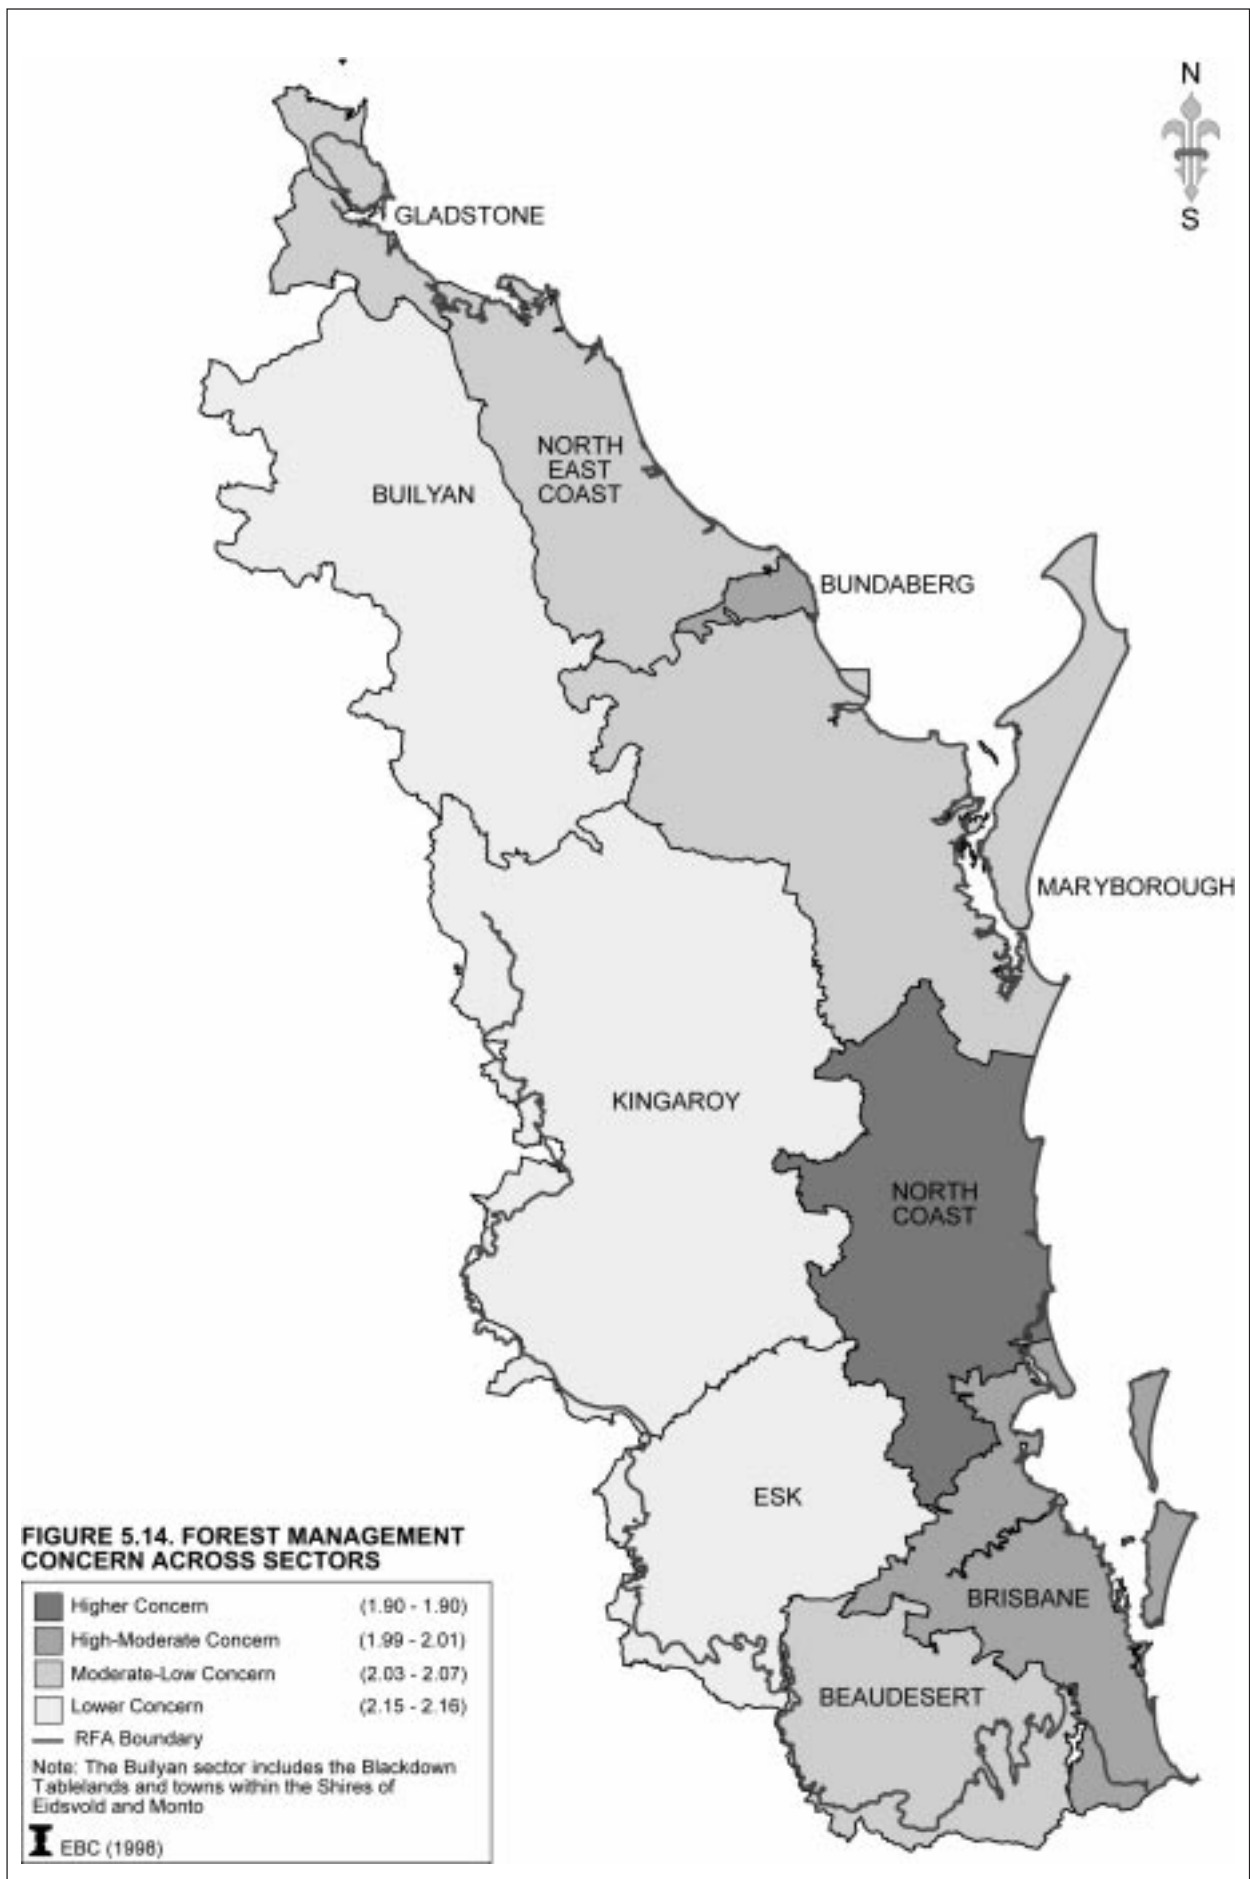 N
S
GLADSTONE
NORTH
EAST
COAST
BUILYAN
BUNDABERG
MARYBOROUGH
KINGAROY
NORTH
COAST
ESK
BRISBANE
BEAUDESERT
FIGURE 5.14. FOREST MANAGEMENT
CONCERN ACROSS SECTORS
Higher Concern (1.90 - 1.90)
High-Moderate Concern (1.99 - 2.01)
Moderate-Low Concern (2.03 - 2.07)
Lower Concern (2.15 - 2.16)
RFA Boundary
Note: The Builyan sector includes the Blackdown
Tablelands and towns within the Shires of
Eidsvold and Monto
EBC (1998)